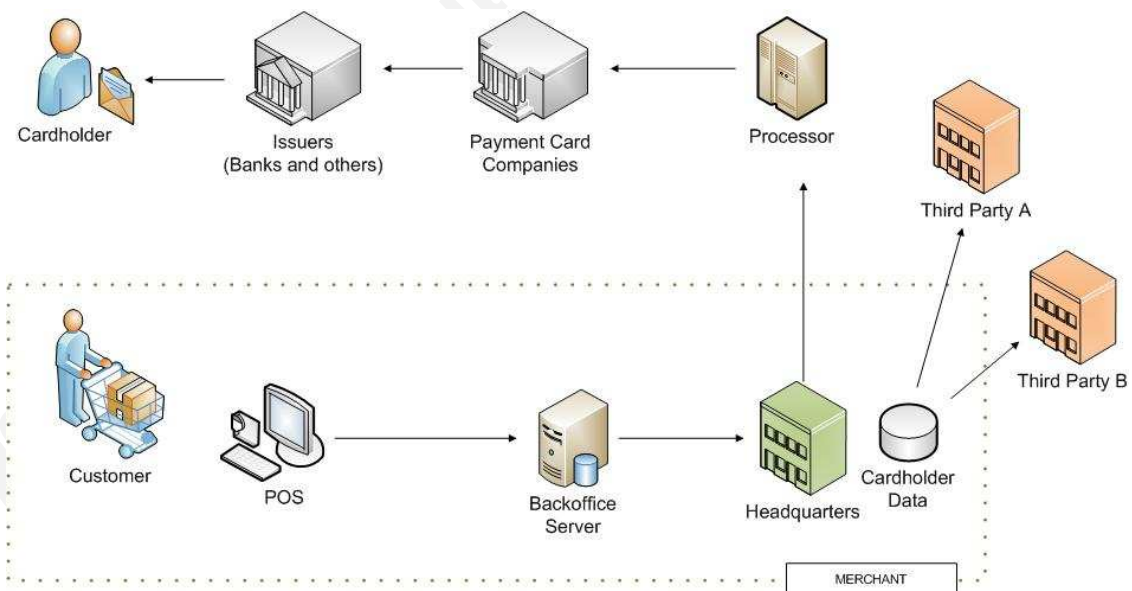 Cardholder
Issuers
(Banks and others)
Payment Card
Companies
Processor
Third Party A
Third Party B
Customer
POS
Backoffice
Server
Headquarters
Cardholder
Data
MERCHANT